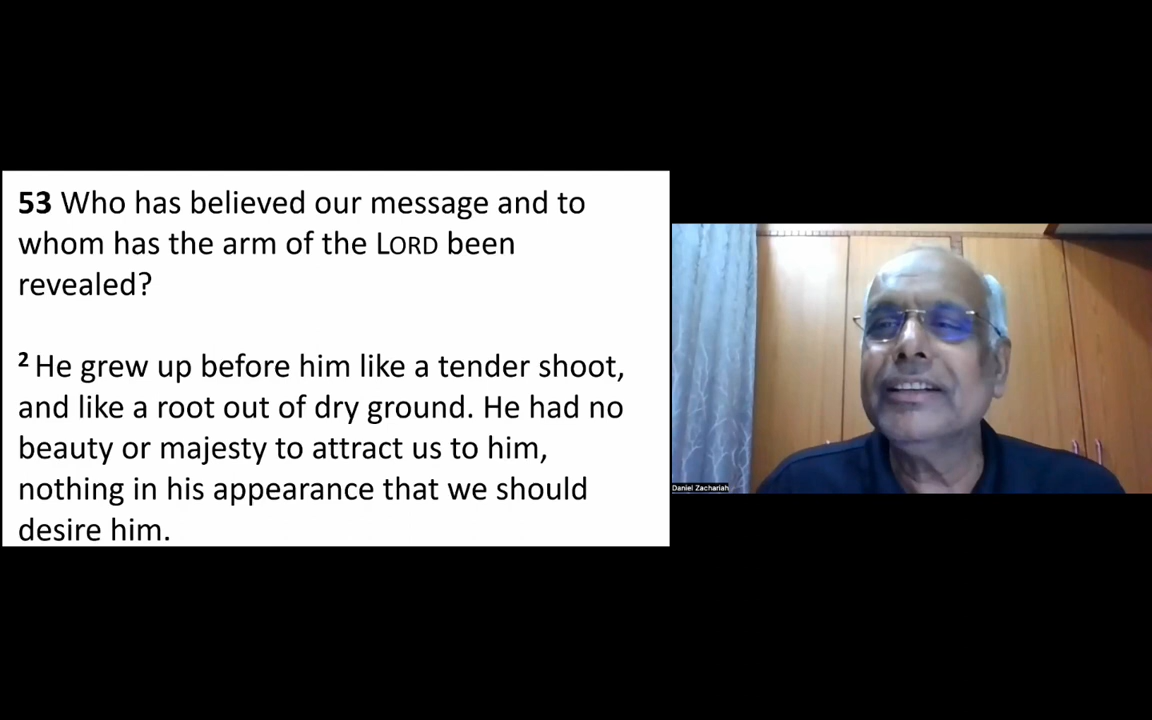 53 Who has believed our message and to
whom has the arm of the LORD been
revealed?
2 He grew up before him like a tender shoot,
and like a root out of dry ground. He had no
beauty or majesty to attract us to him,
nothing in his appearance that we should
desire him.
Daniel Zachariah